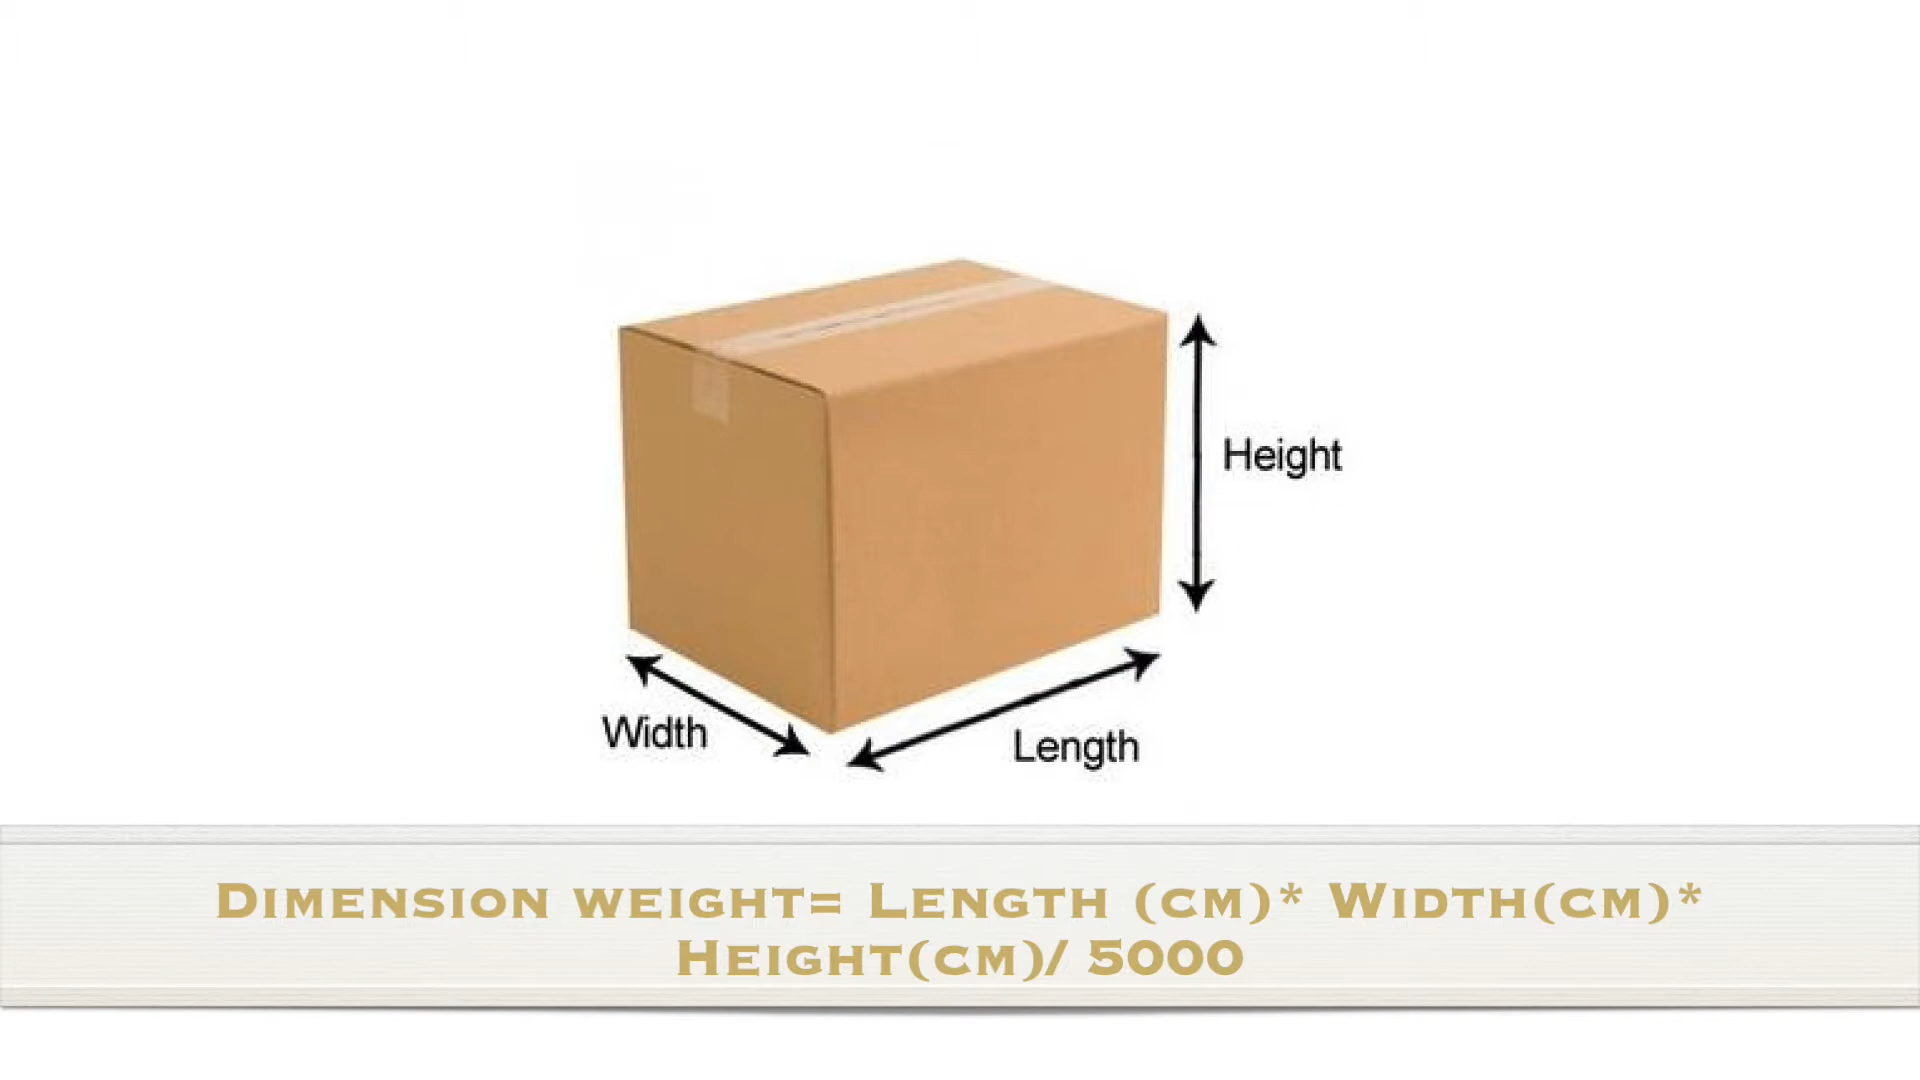 Height
Width
Length
Dimension weight= Length (cm)* Width(cm)*
Height(cm)/ 5000